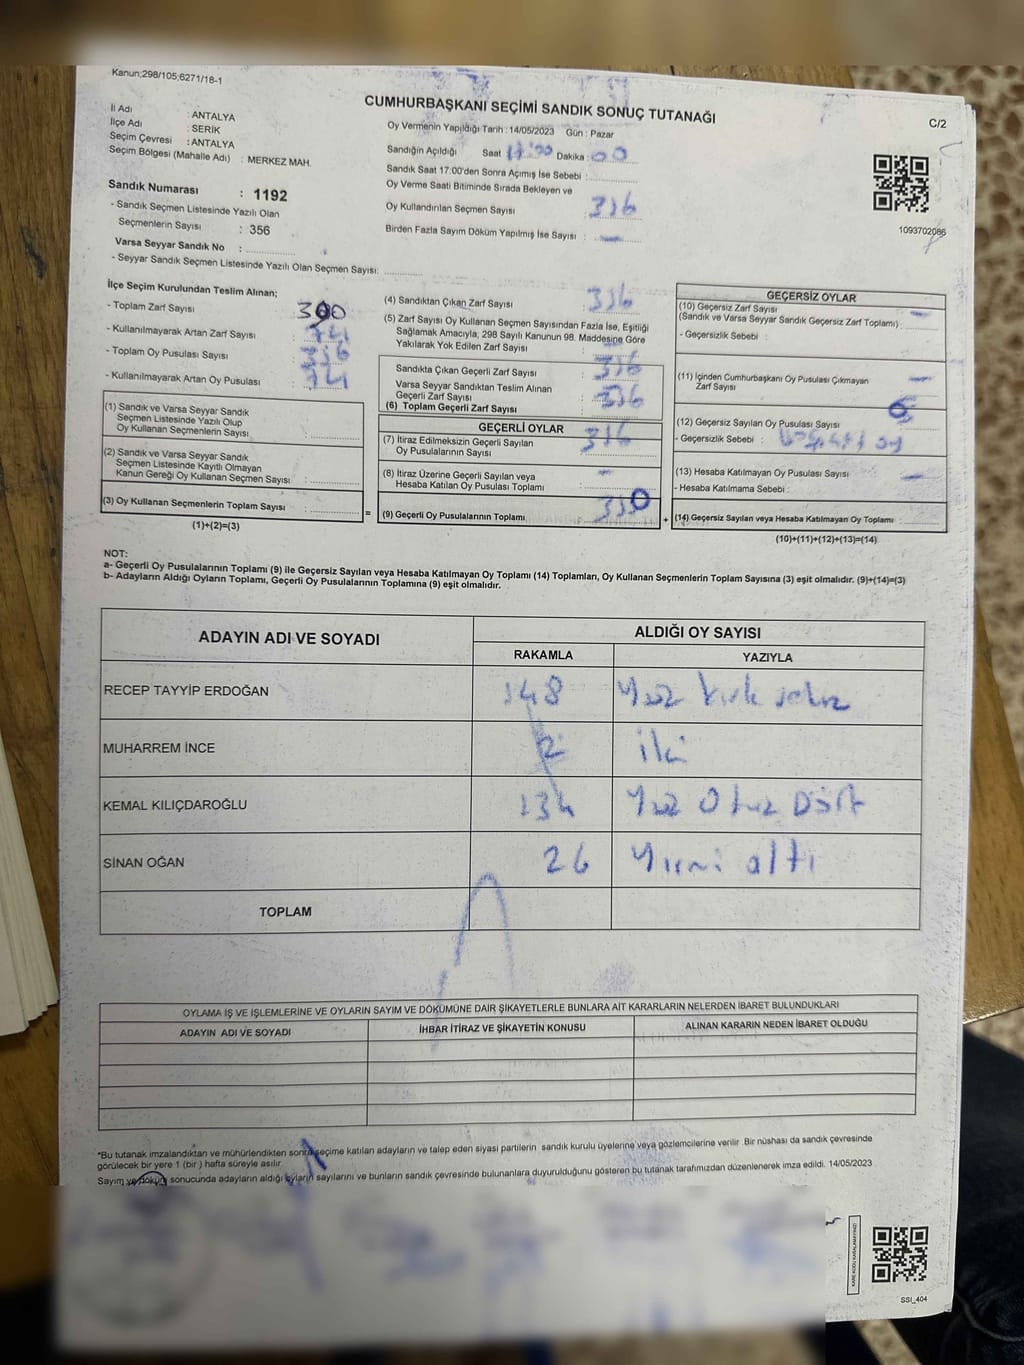 Kanun;298/105;6271/18-1
CUMHURBAŞKANI SEÇİMİ SANDIK SONUÇ TUTANAĞI
C/2
İl Adı : ANTALYA
İlçe Adı : SERİK
Seçim Çevresi : ANTALYA
Seçim Bölgesi (Mahalle Adı) : MERKEZ MAH.
Sandık Numarası : 1192
- Sandık Seçmen Listesinde Yazılı Olan
Seçmenlerin Sayısı : 356
Varsa Seyyar Sandık No :
- Seyyar Sandık Seçmen Listesinde Yazılı Olan Seçmen Sayısı:
Oy Vermenin Yapıldığı Tarih : 14/05/2023 Gün : Pazar
Sandığın Açıldığı Saat 17:00 Dakika : 00
Sandık Saat 17.00'den Sonra Açımış İse Sebebi :
Oy Verme Saati Bitiminde Sırada Bekleyen ve
Oy Kullandırılan Seçmen Sayısı : 316
Birden Fazla Sayım Döküm Yapılmış İse Sayısı : —
1093702086
İlçe Seçim Kurulundan Teslim Alınan;
- Toplam Zarf Sayısı : 390
- Kullanılmayarak Artan Zarf Sayısı : 74
- Toplam Oy Pusulası Sayısı :
- Kullanılmayarak Artan Oy Pusulası : 74
(1) Sandık ve Varsa Seyyar Sandık
Seçmen Listesinde Yazılı Olup
Oy Kullanan Seçmenlerin Sayısı :
(2) Sandık ve Varsa Seyyar Sandık
Seçmen Listesinde Kayıtlı Olmayan
Kanun Gereği Oy Kullanan Seçmen Sayısı :
(3) Oy Kullanan Seçmenlerin Toplam Sayısı :
(1)+(2)=(3)
=
(4) Sandıktan Çıkan Zarf Sayısı : 316
(5) Zarf Sayısı Oy Kullanan Seçmen Sayısından Fazla İse, Eşitliği
Sağlamak Amacıyla, 298 Sayılı Kanunun 98. Maddesine Göre
Yakılarak Yok Edilen Zarf Sayısı :
Sandıkta Çıkan Geçerli Zarf Sayısı : 316
Varsa Seyyar Sandıktan Teslim Alınan
Geçerli Zarf Sayısı :
(6) Toplam Geçerli Zarf Sayısı : 316
GEÇERLİ OYLAR
(7) İtiraz Edilmeksizin Geçerli Sayılan
Oy Pusulalarının Sayısı : 316
(8) İtiraz Üzerine Geçerli Sayılan veya
Hesaba Katılan Oy Pusulası Toplamı : —
(9) Geçerli Oy Pusulalarının Toplamı : 310
+
GEÇERSİZ OYLAR
(10) Geçersiz Zarf Sayısı
(Sandık ve Varsa Seyyar Sandık Geçersiz Zarf Toplamı) : —
- Geçersizlik Sebebi :
(11) İçinden Cumhurbaşkanı Oy Pusulası Çıkmayan
Zarf Sayısı : —
(12) Geçersiz Sayılan Oy Pusulası Sayısı : 6
- Geçersizlik Sebebi : oy
(13) Hesaba Katılmayan Oy Pusulası Sayısı : —
- Hesaba Katılmama Sebebi :
(14) Geçersiz Sayılan veya Hesaba Katılmayan Oy Toplamı :
(10)+(11)+(12)+(13)=(14)
NOT:
a- Geçerli Oy Pusulalarının Toplamı (9) ile Geçersiz Sayılan veya Hesaba Katılmayan Oy Toplamı (14) Toplamları, Oy Kullanan Seçmenlerin Toplam Sayısına (3) eşit olmalıdır. (9)+(14)=(3)
b- Adayların Aldığı Oyların Toplamı, Geçerli Oy Pusulalarının Toplamına (9) eşit olmalıdır.
ADAYIN ADI VE SOYADI
ALDIĞI OY SAYISI
RAKAMLA YAZIYLA
RECEP TAYYİP ERDOĞAN 148 Yüz kırk sekiz
MUHARREM İNCE 2 iki
KEMAL KILIÇDAROĞLU 134 Yüz Otuz Dört
SİNAN OĞAN 26 Yirmi altı
TOPLAM
OYLAMA İŞ VE İŞLEMLERİNE VE OYLARIN SAYIM VE DÖKÜMÜNE DAİR ŞİKAYETLERLE BUNLARA AİT KARARLARIN NELERDEN İBARET BULUNDUKLARI
ADAYIN ADI VE SOYADI İHBAR İTİRAZ VE ŞİKAYETİN KONUSU ALINAN KARARIN NEDEN İBARET OLDUĞU
*Bu tutanak imzalandıktan ve mühürlendikten sonra seçime katılan adayların ve talep eden siyasi partilerin sandık kurulu üyelerine veya gözlemcilerine verilir .Bir nüshası da sandık çevresinde
görülecek bir yere 1 (bir ) hafta süreyle asılır.
Sayım ve döküm sonucunda adayların aldığı oyların sayılarını ve bunların sandık çevresinde bulunanlara duyurulduğunu gösteren bu tutanak tarafımızdan düzenlenerek imza edildi. 14/05/2023
KARE KODU KARALAMAYINIZ!
SSI_404